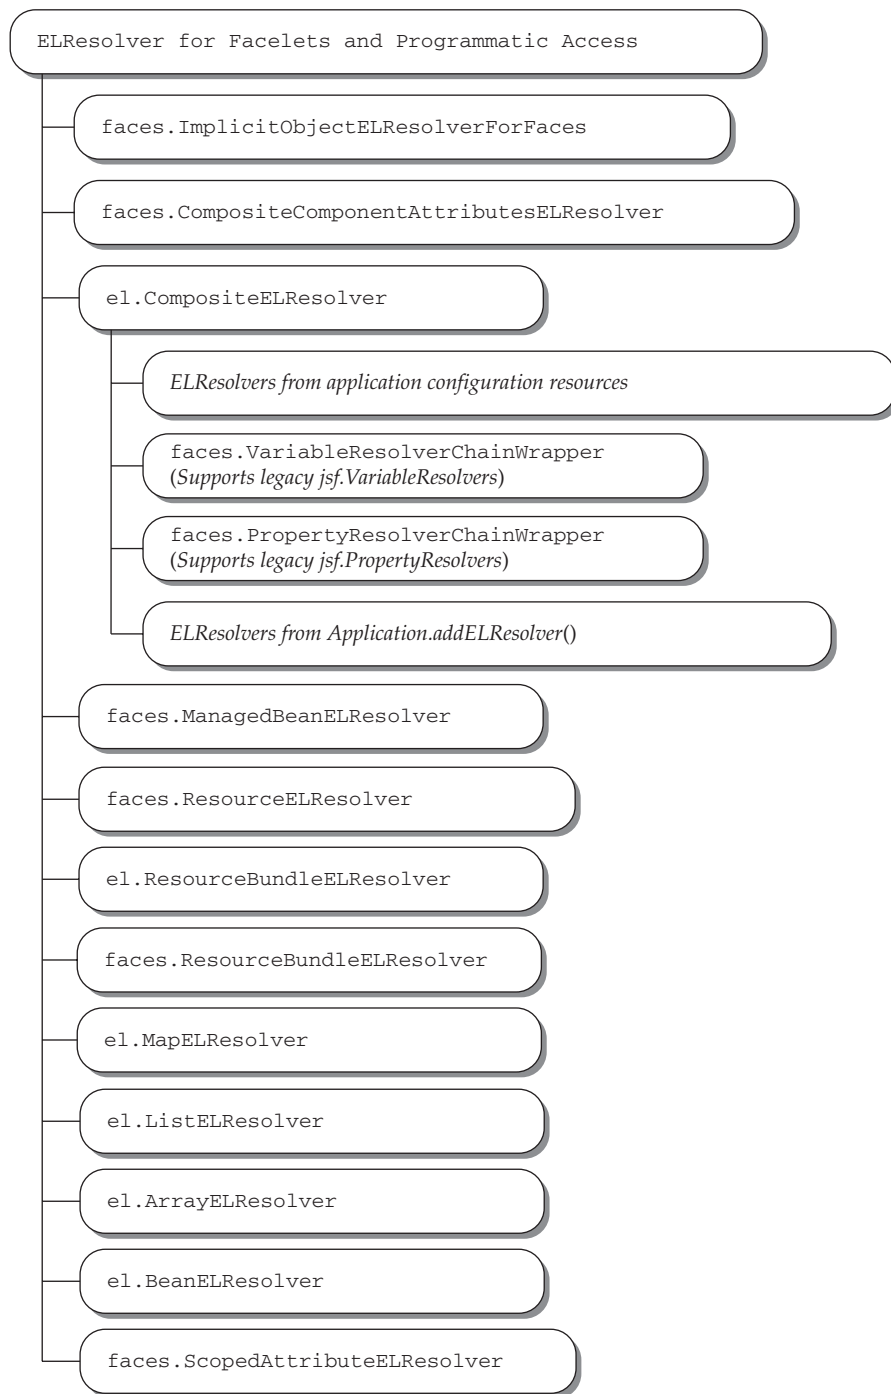 ELResolver for Facelets and Programmatic Access
faces.ImplicitObjectELResolverForFaces
faces.CompositeComponentAttributesELResolver
el.CompositeELResolver
ELResolvers from application configuration resources
faces.VariableResolverChainWrapper
(Supports legacy jsf.VariableResolvers)
faces.PropertyResolverChainWrapper
(Supports legacy jsf.PropertyResolvers)
ELResolvers from Application.addELResolver()
faces.ManagedBeanELResolver
faces.ResourceELResolver
el.ResourceBundleELResolver
faces.ResourceBundleELResolver
el.MapELResolver
el.ListELResolver
el.ArrayELResolver
el.BeanELResolver
faces.ScopedAttributeELResolver